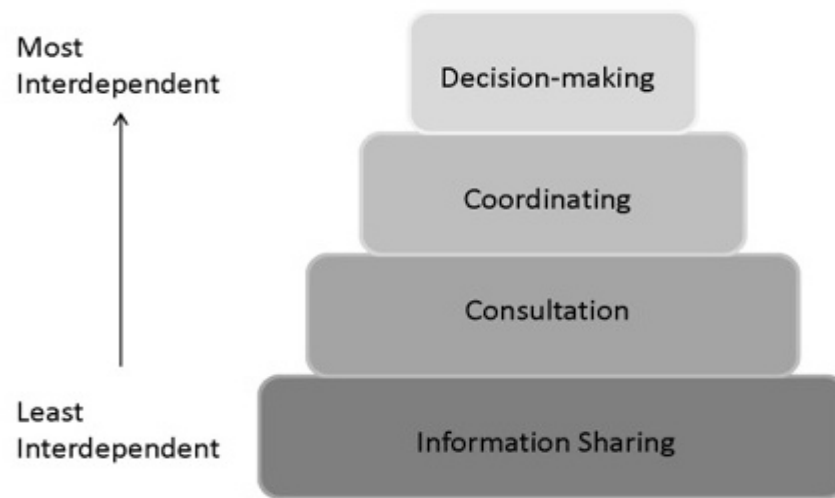 Most
Interdependent
Decision-making
Coordinating
Consultation
Least
Interdependent
Information Sharing